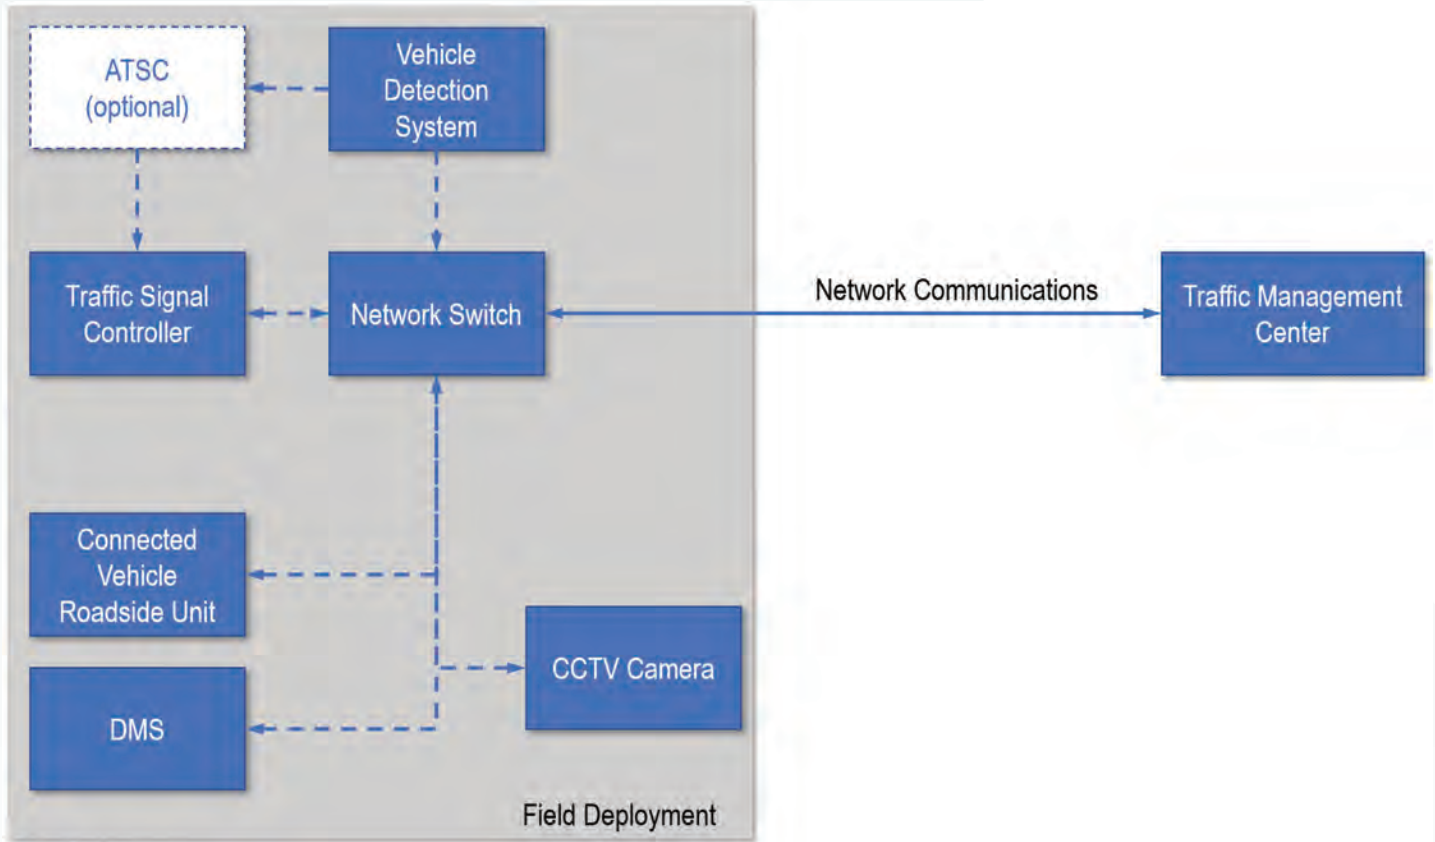 ATSC
(optional)
Vehicle
Detection
System
Traffic Signal
Controller
Network Switch
Network Communications
Traffic Management
Center
Connected
Vehicle
Roadside Unit
CCTV Camera
DMS
Field Deployment